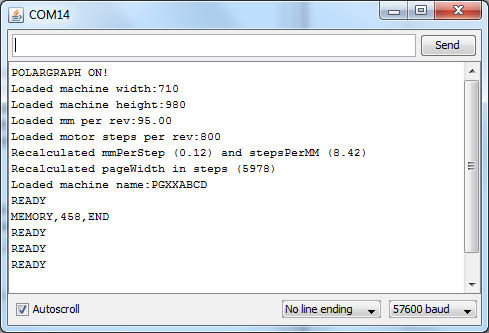 COM14
Send
POLARGRAPH ON!
Loaded machine width:710
Loaded machine height:980
Loaded mm per rev:95.00
Loaded motor steps per rev:800
Recalculated mmPerStep (0.12) and stepsPerMM (8.42)
Recalculated pageWidth in steps (5978)
Loaded machine name:PGXXABCD
READY
MEMORY,458,END
READY
READY
READY
Autoscroll
No line ending
57600 baud